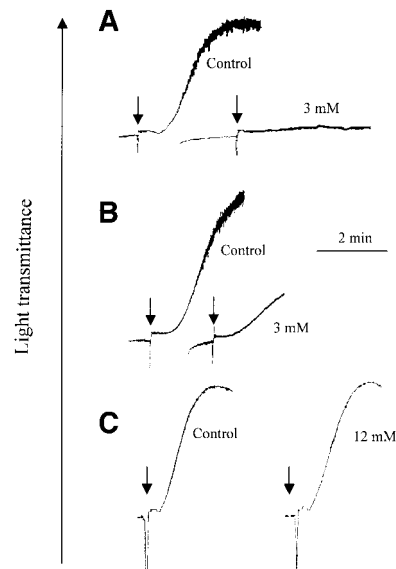 A
Control
3 mM
B
Control
2 min
3 mM
C
Control
12 mM
Light transmittance